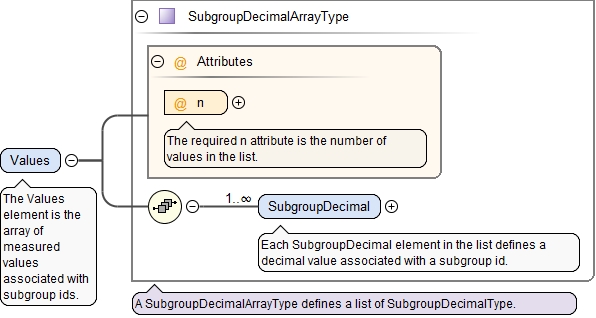 SubgroupDecimalArrayType
@ Attributes
@ n
The required n attribute is the number of
values in the list.
Values
The Values
element is the
array of
measured
values
associated with
subgroup ids.
1..∞
SubgroupDecimal
Each SubgroupDecimal element in the list defines a
decimal value associated with a subgroup id.
A SubgroupDecimalArrayType defines a list of SubgroupDecimalType.